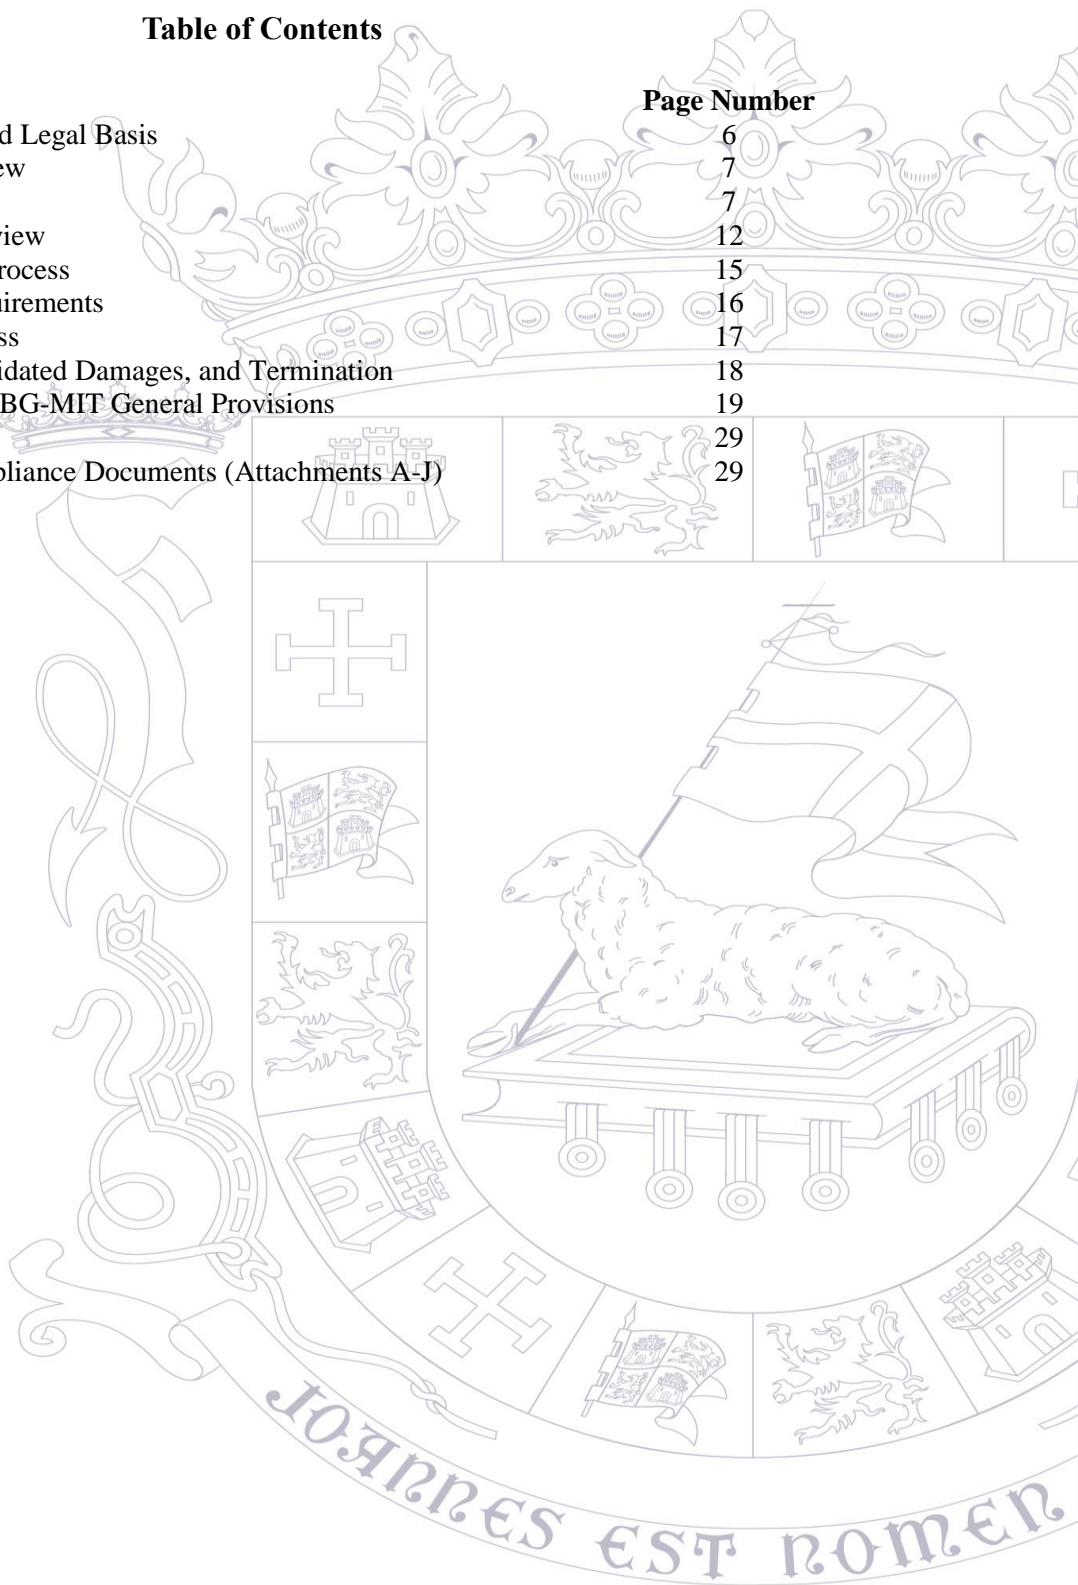 Table of Contents
Page Number
d Legal Basis 6
ew 7
7
view 12
rocess 15
uirements 16
ss 17
idated Damages, and Termination 18
BG-MIT General Provisions 19
29
pliance Documents (Attachments A-J) 29
JOANNES EST NOMEN